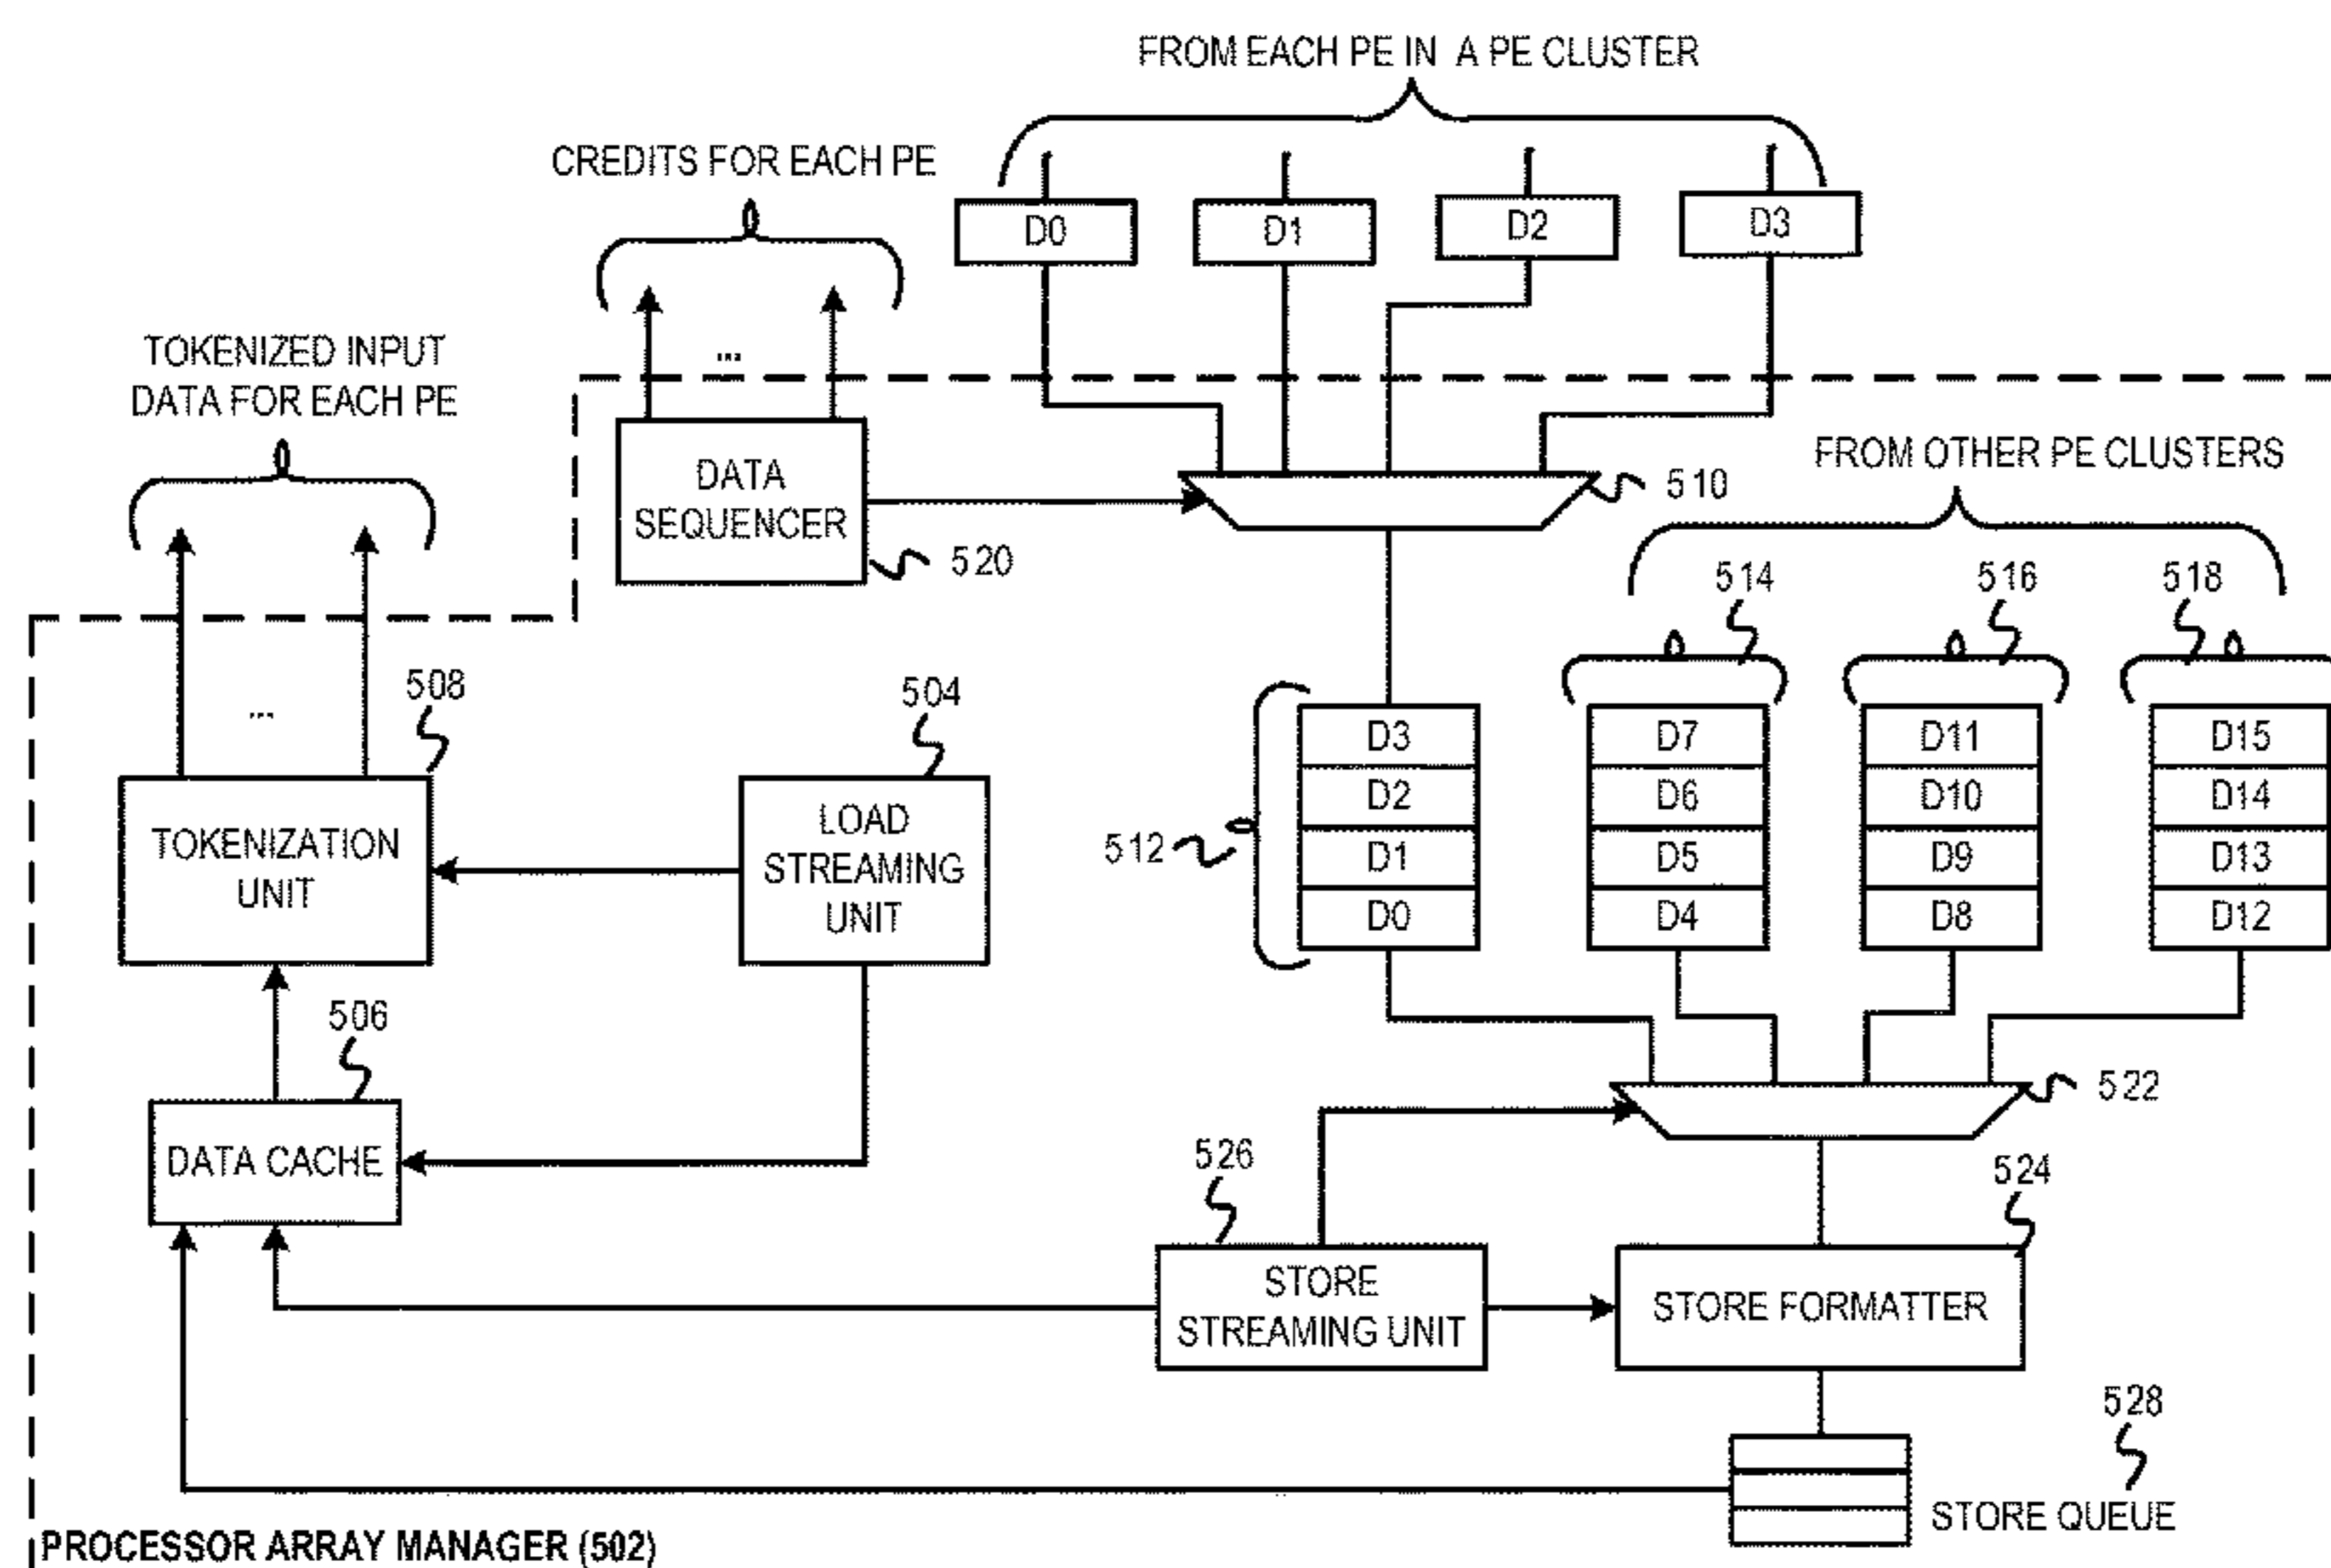 FROM EACH PE IN A PE CLUSTER
CREDITS FOR EACH PE
D0
D1
D2
D3
TOKENIZED INPUT
DATA FOR EACH PE
...
DATA
SEQUENCER
520
510
FROM OTHER PE CLUSTERS
514
516
518
508
504
...
TOKENIZATION
UNIT
LOAD
STREAMING
UNIT
512
D3
D2
D1
D0
D7
D6
D5
D4
D11
D10
D9
D8
D15
D14
D13
D12
506
DATA CACHE
522
526
524
STORE
STREAMING UNIT
STORE FORMATTER
528
STORE QUEUE
PROCESSOR ARRAY MANAGER (502)